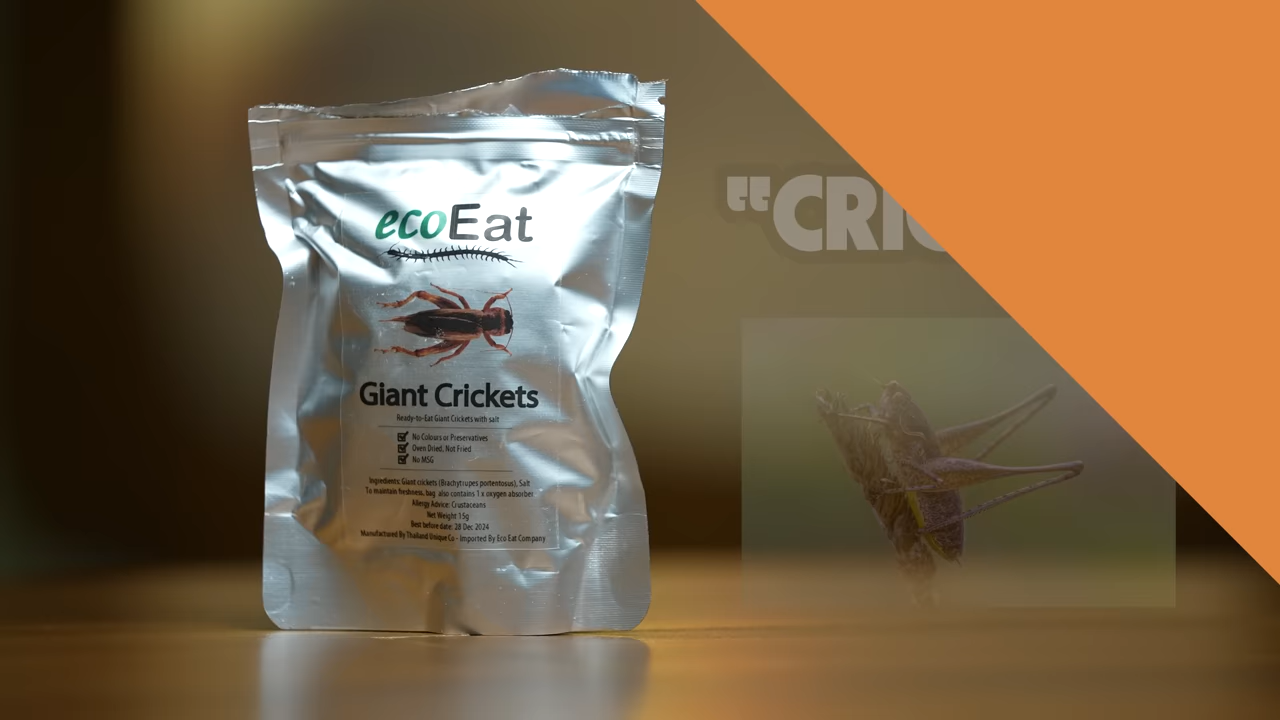 ecoEat
Giant Crickets
Ready-to-Eat Giant Crickets with salt
No Colours or Preservatives
Oven Dried, Not Fried
No MSG
Ingredients: Giant crickets (Brachytrupes portentosus), Salt
To maintain freshness, bag also contains 1 x oxygen absorber
Allergy Advice: Crustaceans
Net Weight 15g
Best before date: 28 Dec 2024
Manufactured By Thailand Unique Co - Imported By Eco Eat Company
“CRIC